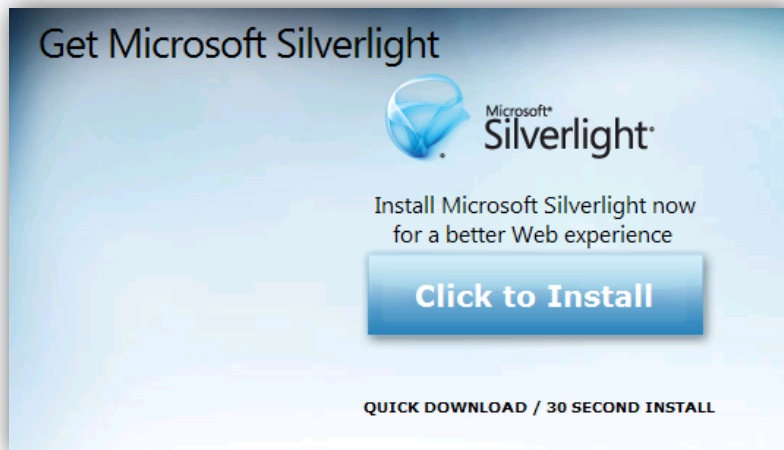 Get Microsoft Silverlight
Microsoft®
Silverlight®
Install Microsoft Silverlight now
for a better Web experience
Click to Install
QUICK DOWNLOAD / 30 SECOND INSTALL